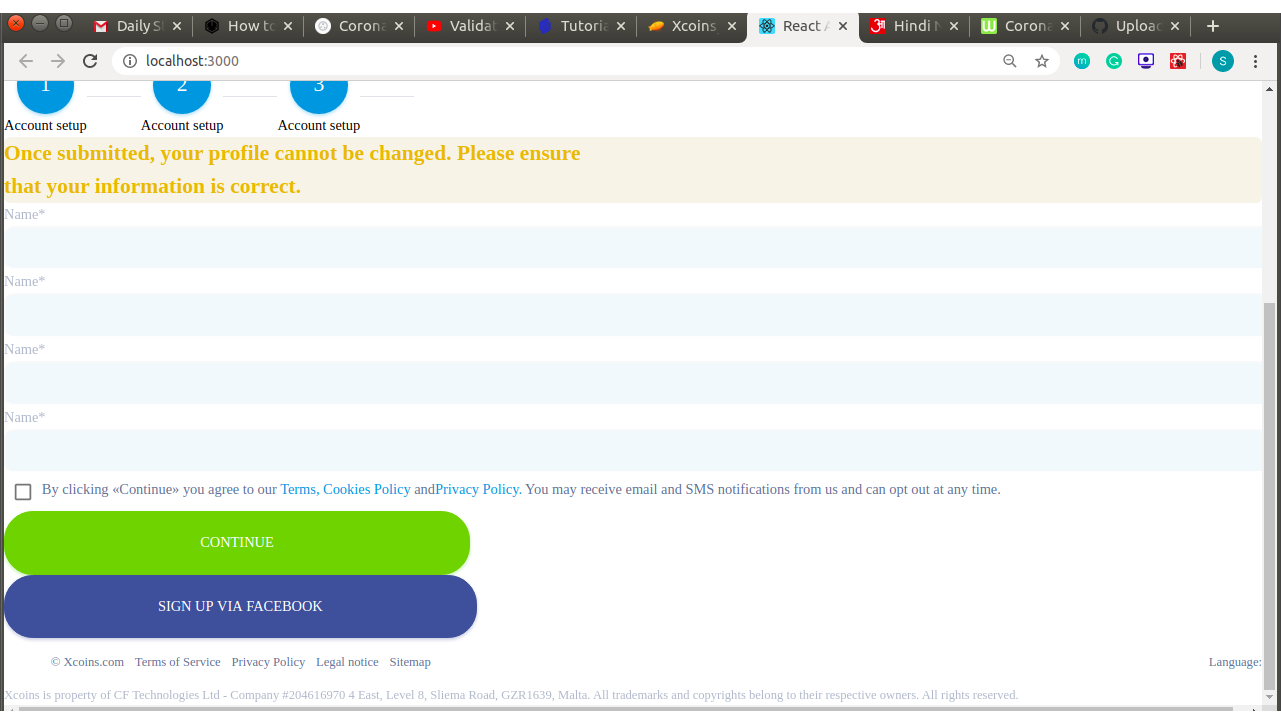 Daily S
How to
Corona
Validat
Tutoria
Xcoins
React A
Hindi N
Corona
Uploac
localhost:3000
S
1 2 3
Account setup Account setup Account setup
Once submitted, your profile cannot be changed. Please ensure
that your information is correct.
Name*
Name*
Name*
Name*
By clicking «Continue» you agree to our Terms, Cookies Policy andPrivacy Policy. You may receive email and SMS notifications from us and can opt out at any time.
CONTINUE
SIGN UP VIA FACEBOOK
© Xcoins.com Terms of Service Privacy Policy Legal notice Sitemap Language:
Xcoins is property of CF Technologies Ltd - Company #204616970 4 East, Level 8, Sliema Road, GZR1639, Malta. All trademarks and copyrights belong to their respective owners. All rights reserved.